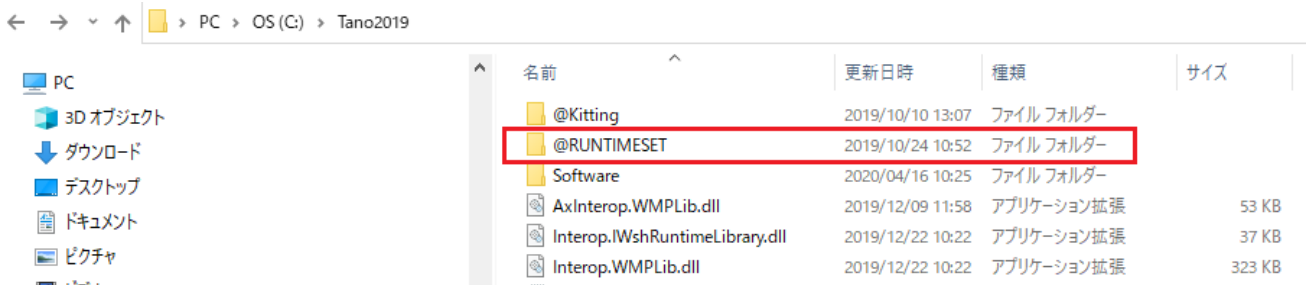 PC > OS (C:) > Tano2019
PC
3D オブジェクト
ダウンロード
デスクトップ
ドキュメント
ピクチャ
名前 更新日時 種類 サイズ
@Kitting 2019/10/10 13:07 ファイル フォルダー
@RUNTIMESET 2019/10/24 10:52 ファイル フォルダー
Software 2020/04/16 10:25 ファイル フォルダー
AxInterop.WMPLib.dll 2019/12/09 11:58 アプリケーション拡張 53 KB
Interop.IWshRuntimeLibrary.dll 2019/12/22 10:22 アプリケーション拡張 37 KB
Interop.WMPLib.dll 2019/12/22 10:22 アプリケーション拡張 323 KB